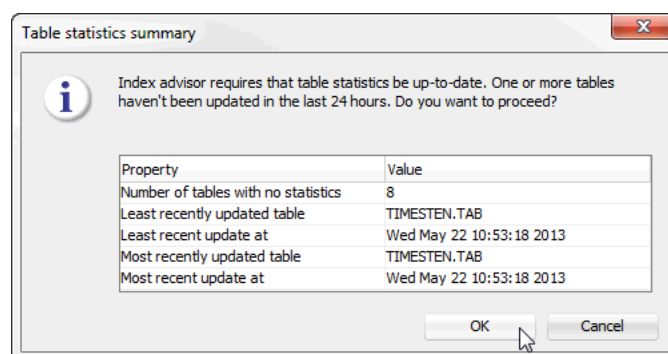 Table statistics summary
Index advisor requires that table statistics be up-to-date. One or more tables
haven't been updated in the last 24 hours. Do you want to proceed?
Property Value
Number of tables with no statistics 8
Least recently updated table TIMESTEN.TAB
Least recent update at Wed May 22 10:53:18 2013
Most recently updated table TIMESTEN.TAB
Most recent update at Wed May 22 10:53:18 2013
OK Cancel